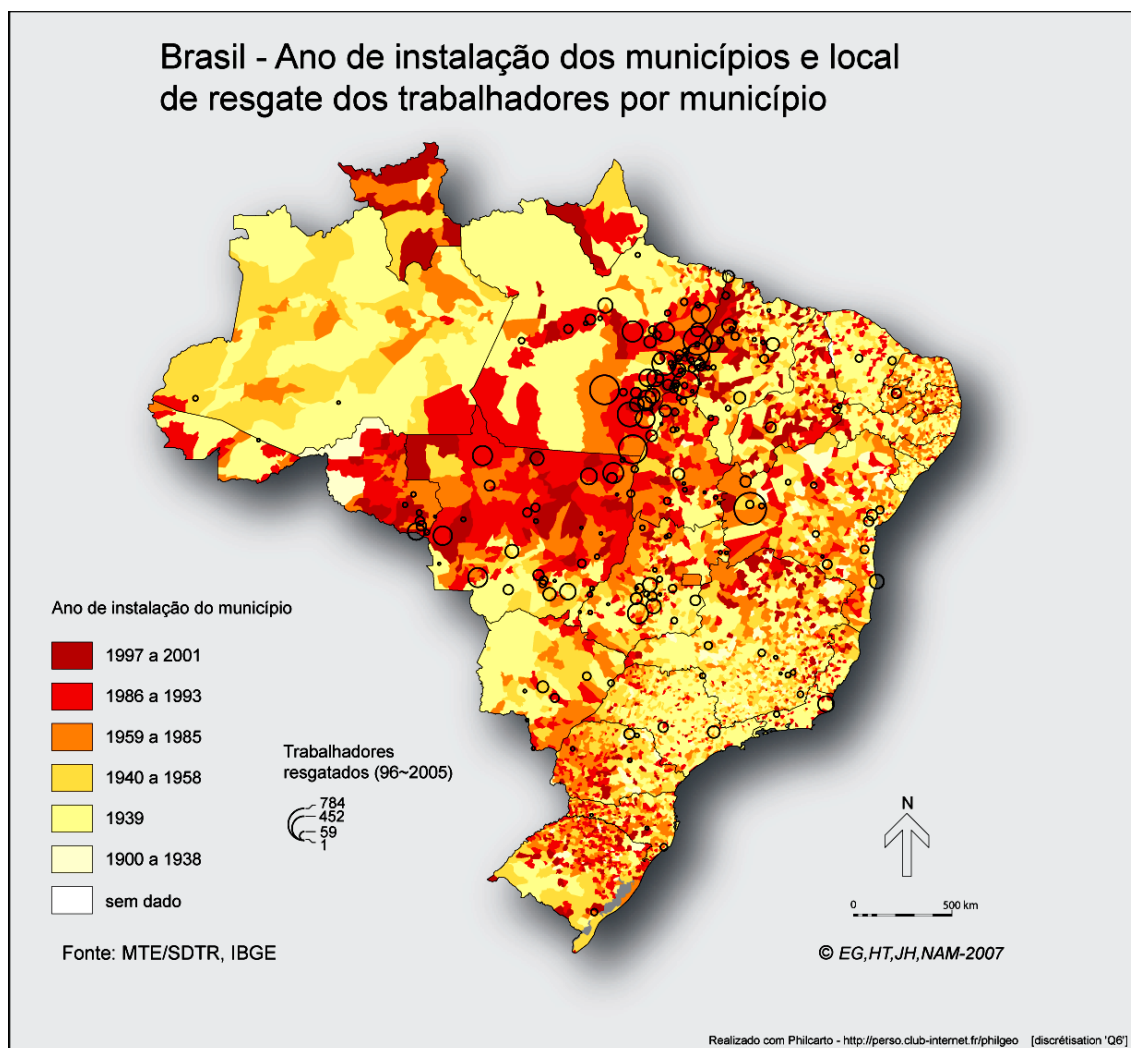 Brasil - Ano de instalação dos municípios e local
de resgate dos trabalhadores por município
Ano de instalação do município
1997 a 2001
1986 a 1993
1959 a 1985
1940 a 1958
1939
1900 a 1938
sem dado
Trabalhadores
resgatados (96~2005)
784
452
59
1
N
0
500 km
Fonte: MTE/SDTR, IBGE
© EG,HT,JH,NAM-2007
Realizado com Philcarto - http://perso.club-internet.fr/philgeo [discrétisation 'Q6']